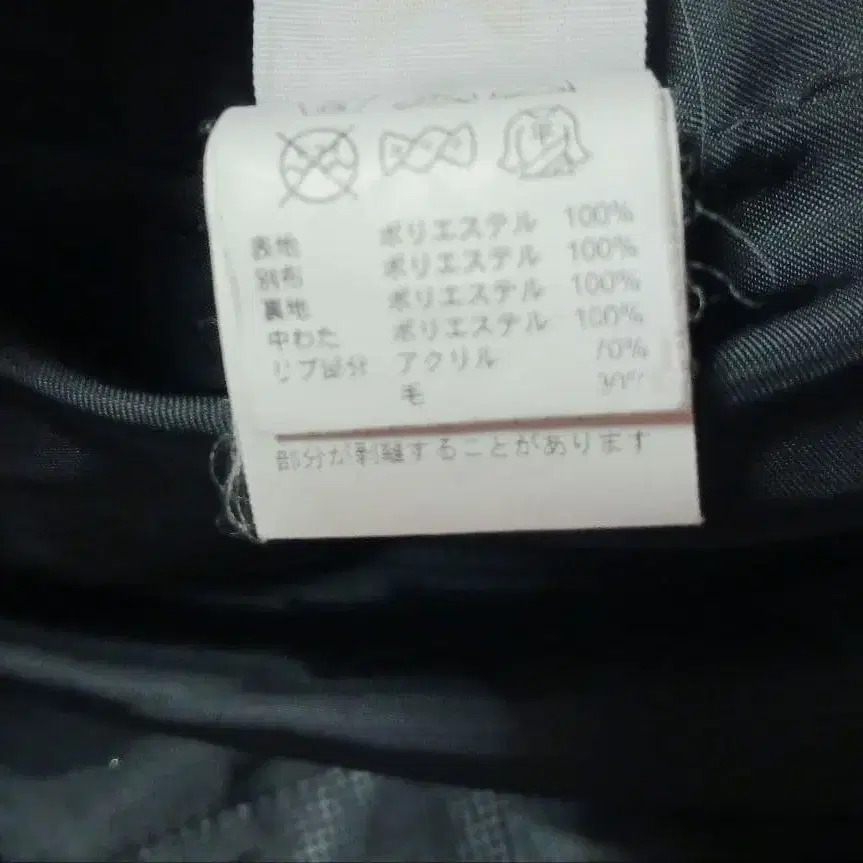 平
表地 ポリエステル 100%
別布 ポリエステル 100%
裏地 ポリエステル 100%
中わた ポリエステル 100%
リブ部分 アクリル 70%
毛 30%
部分が剥離することがあります